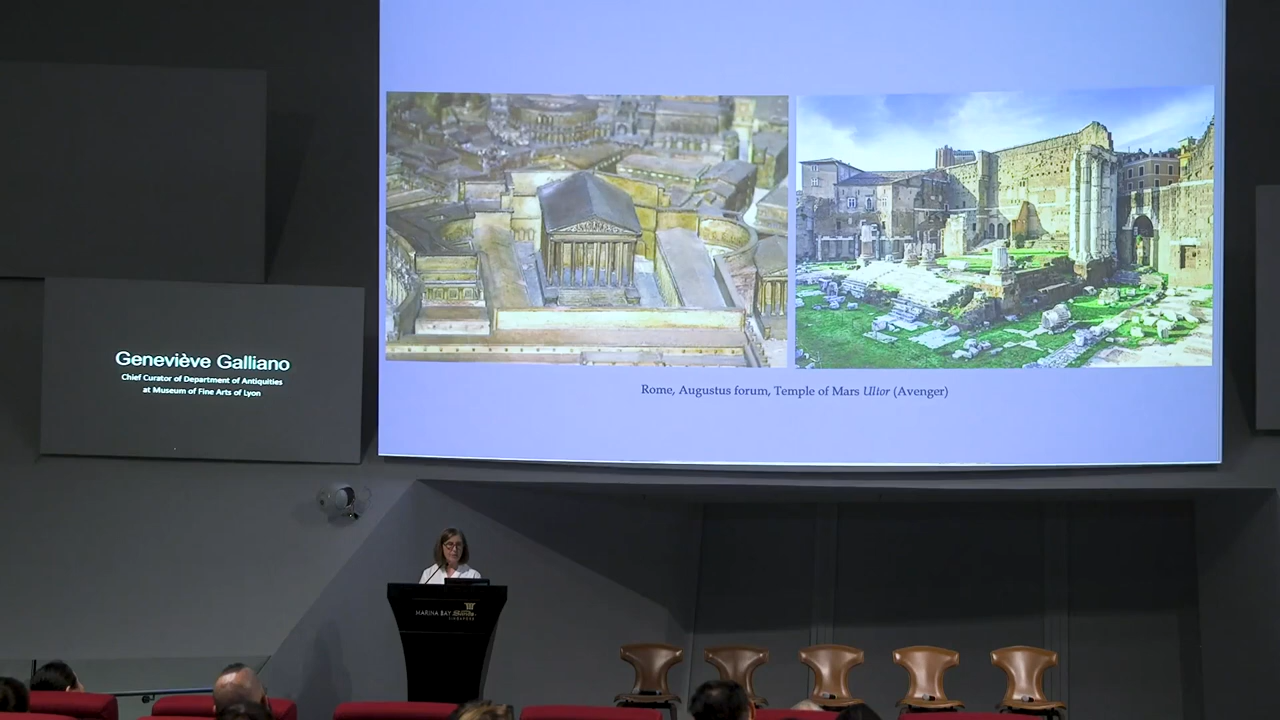 Rome, Augustus forum, Temple of Mars Ultor (Avenger)
Geneviève Galliano
Chief Curator of Department of Antiquities
at Museum of Fine Arts of Lyon
MARINA BAY Sands
SINGAPORE